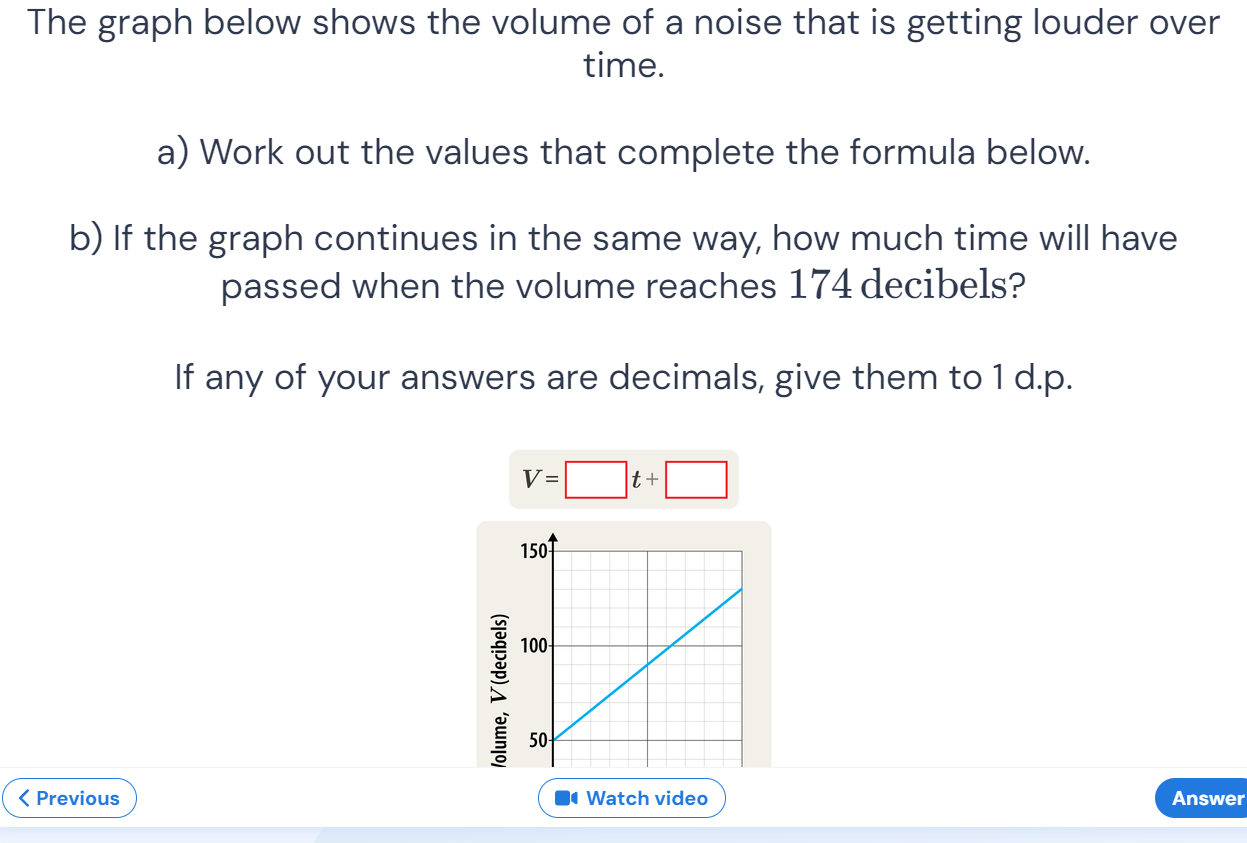 The graph below shows the volume of a noise that is getting louder over
time.
a) Work out the values that complete the formula below.
b) If the graph continues in the same way, how much time will have
passed when the volume reaches 174 decibels?
If any of your answers are decimals, give them to 1 d.p.
V = t +
150
100
50
V (decibels)
Previous
Watch video
Answer